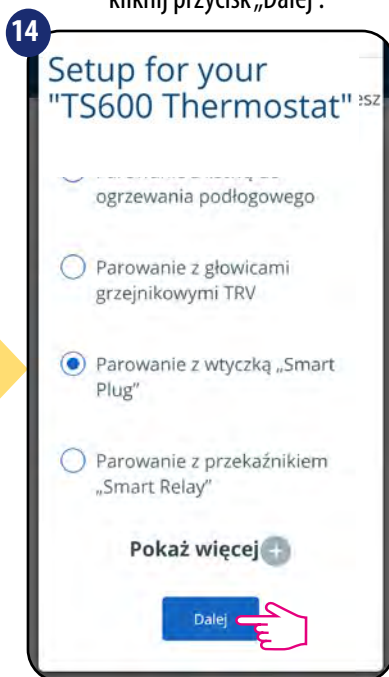 kliknij przycisk „Dalej".
14
Setup for your
"TS600 Thermostat"
ogrzewania podłogowego
Parowanie z głowicami
grzejnikowymi TRV
Parowanie z wtyczką „Smart
Plug”
Parowanie z przekaźnikiem
„Smart Relay”
Pokaż więcej
Dalej